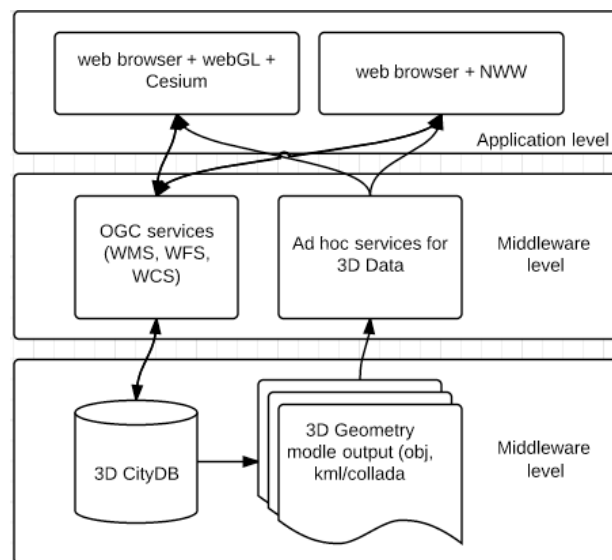 web browser + webGL +
Cesium
web browser + NWW
Application level
OGC services
(WMS, WFS,
WCS)
Ad hoc services for
3D Data
Middleware
level
3D CityDB
3D Geometry
modle output (obj,
kml/collada
Middleware
level